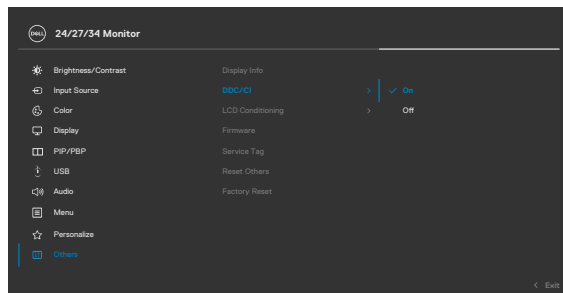 DELL 24/27/34 Monitor
Brightness/Contrast Display Info
Input Source DDC/CI On
Color LCD Conditioning Off
Display Firmware
PIP/PBP Service Tag
USB Reset Others
Audio Factory Reset
Menu
Personalize
Others
Exit